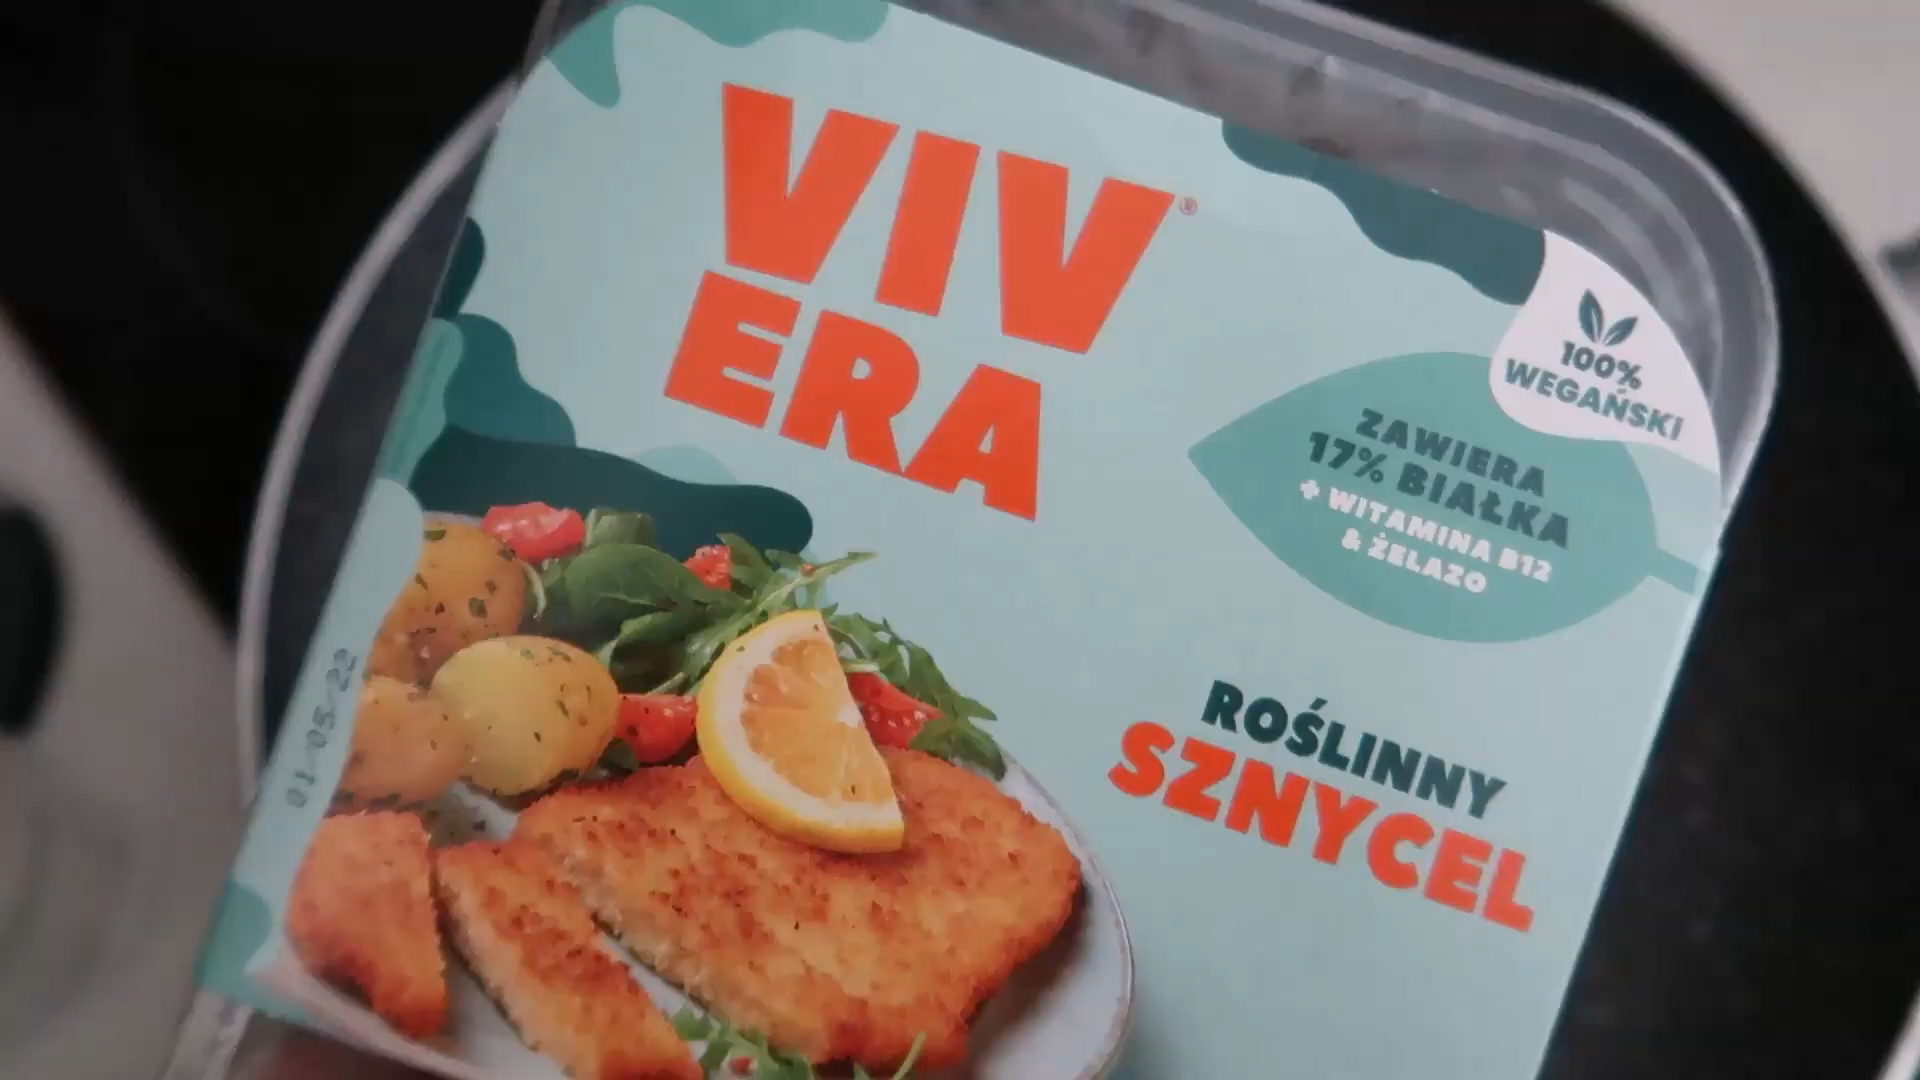 VIV
ERA®
100%
WEGAŃSKI
ZAWIERA
17% BIAŁKA
+ WITAMINA B12
& ŻELAZO
ROŚLINNY
SZNYCEL
01/05/22